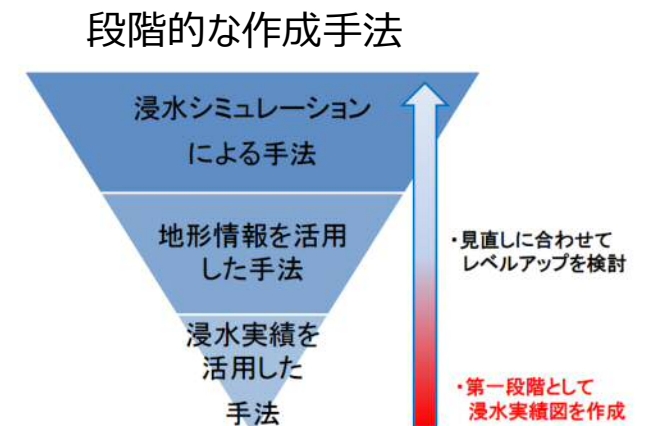 段階的な作成手法
浸水シミュレーション
による手法
地形情報を活用
した手法
浸水実績を
活用した
手法
・見直しに合わせて
レベルアップを検討
・第一段階として
浸水実績図を作成